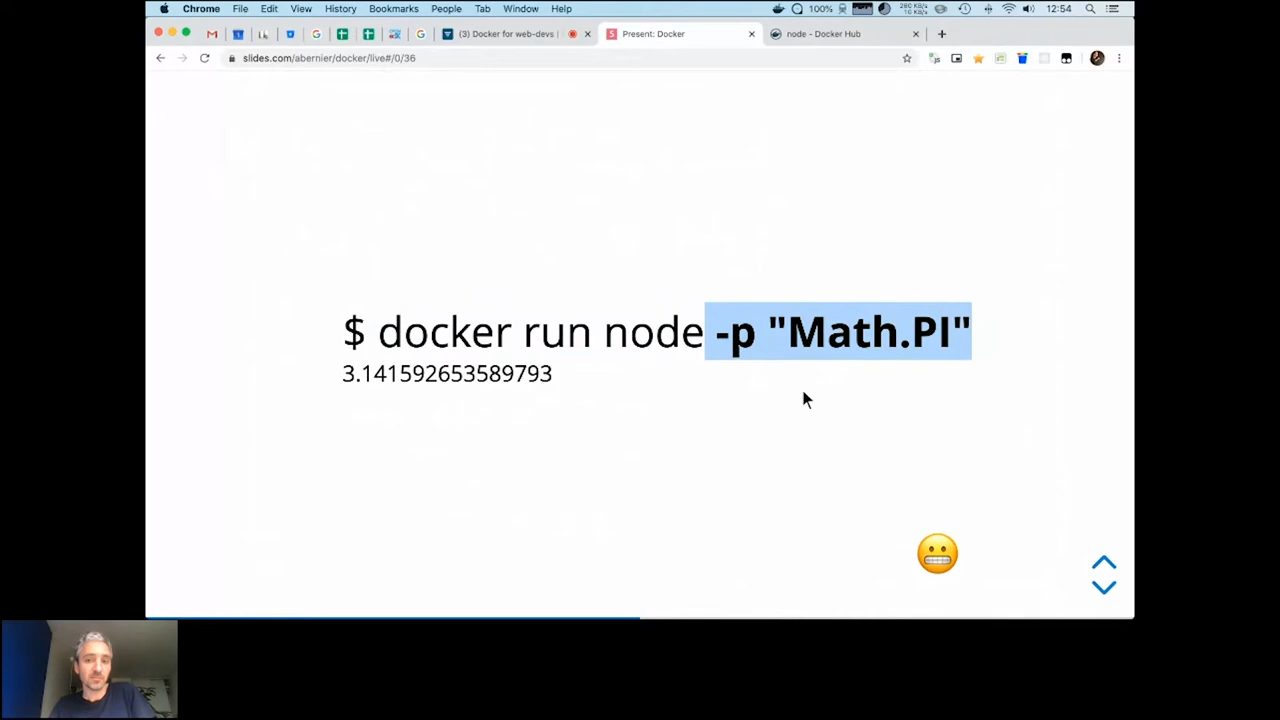 Chrome File Edit View History Bookmarks People Tab Window Help 100% 12:54
(3) Docker for web-devs Present: Docker node - Docker Hub
slides.com/abernier/docker/live#/0/36
$ docker run node -p "Math.PI"
3.141592653589793